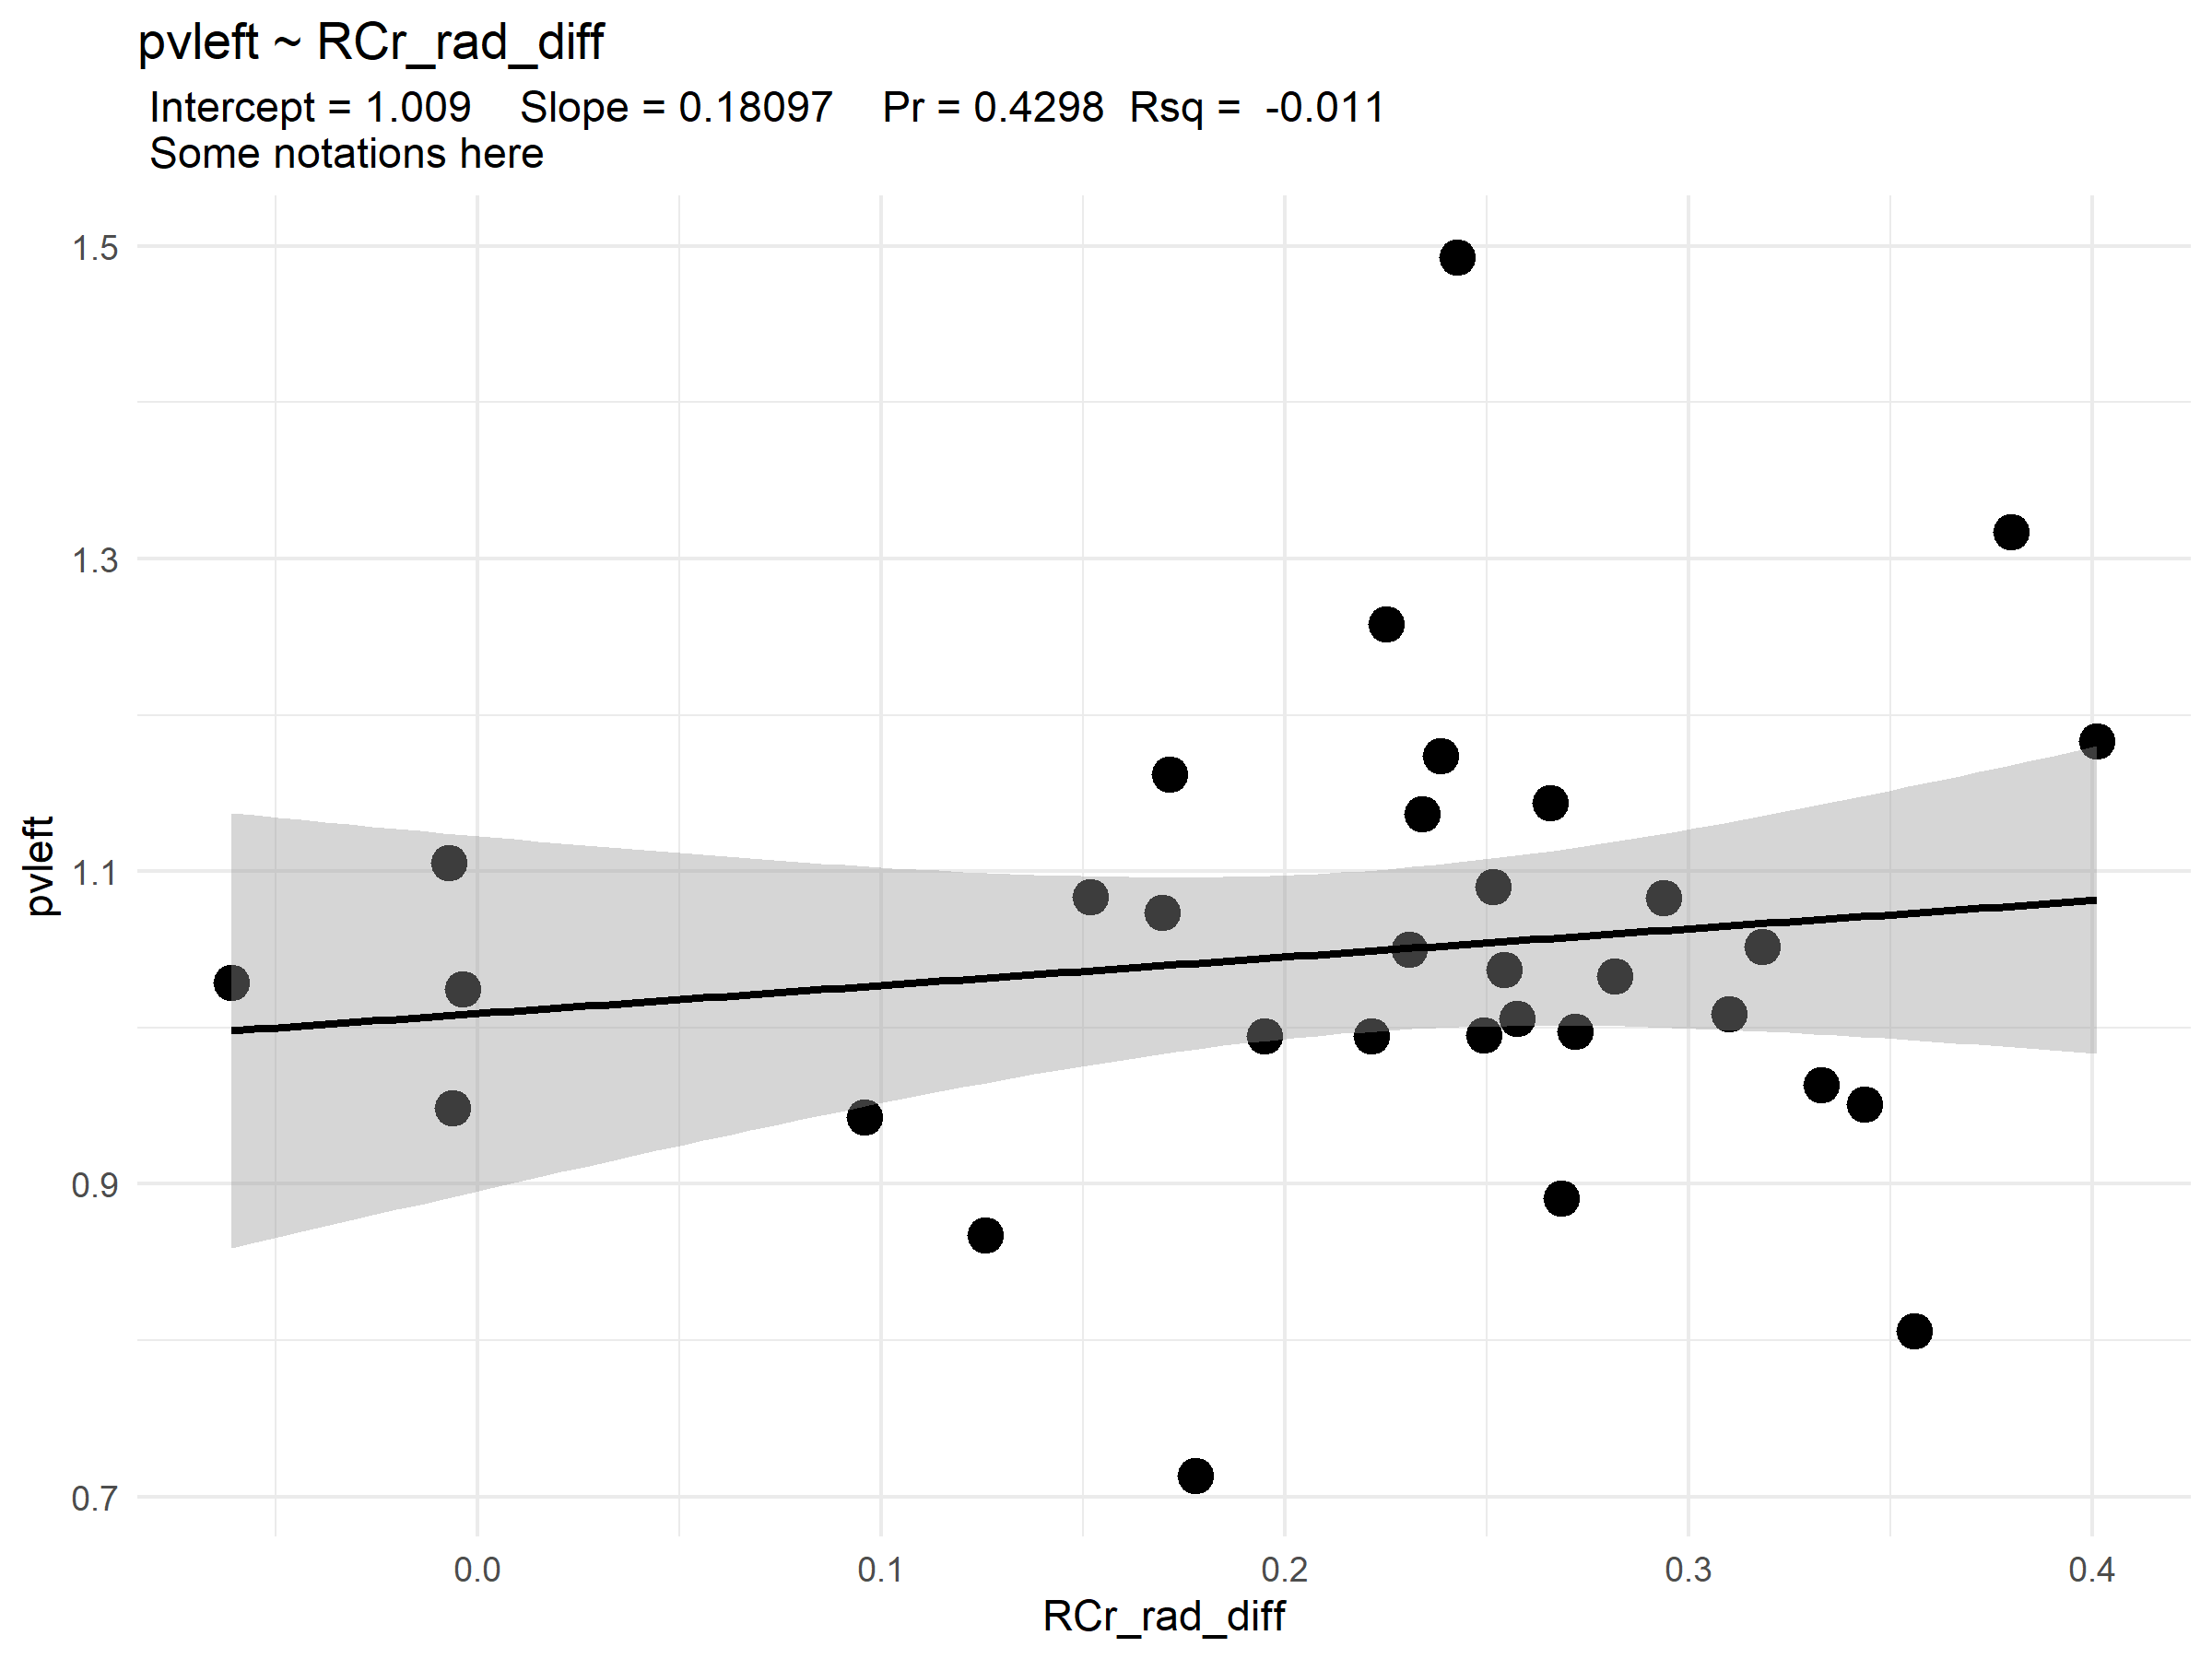 pvleft ~ RCr_rad_diff
Intercept = 1.009 Slope = 0.18097 Pr = 0.4298 Rsq = -0.011
Some notations here
1.5
1.3
1.1
0.9
0.7
pvleft
0.0 0.1 0.2 0.3 0.4
RCr_rad_diff